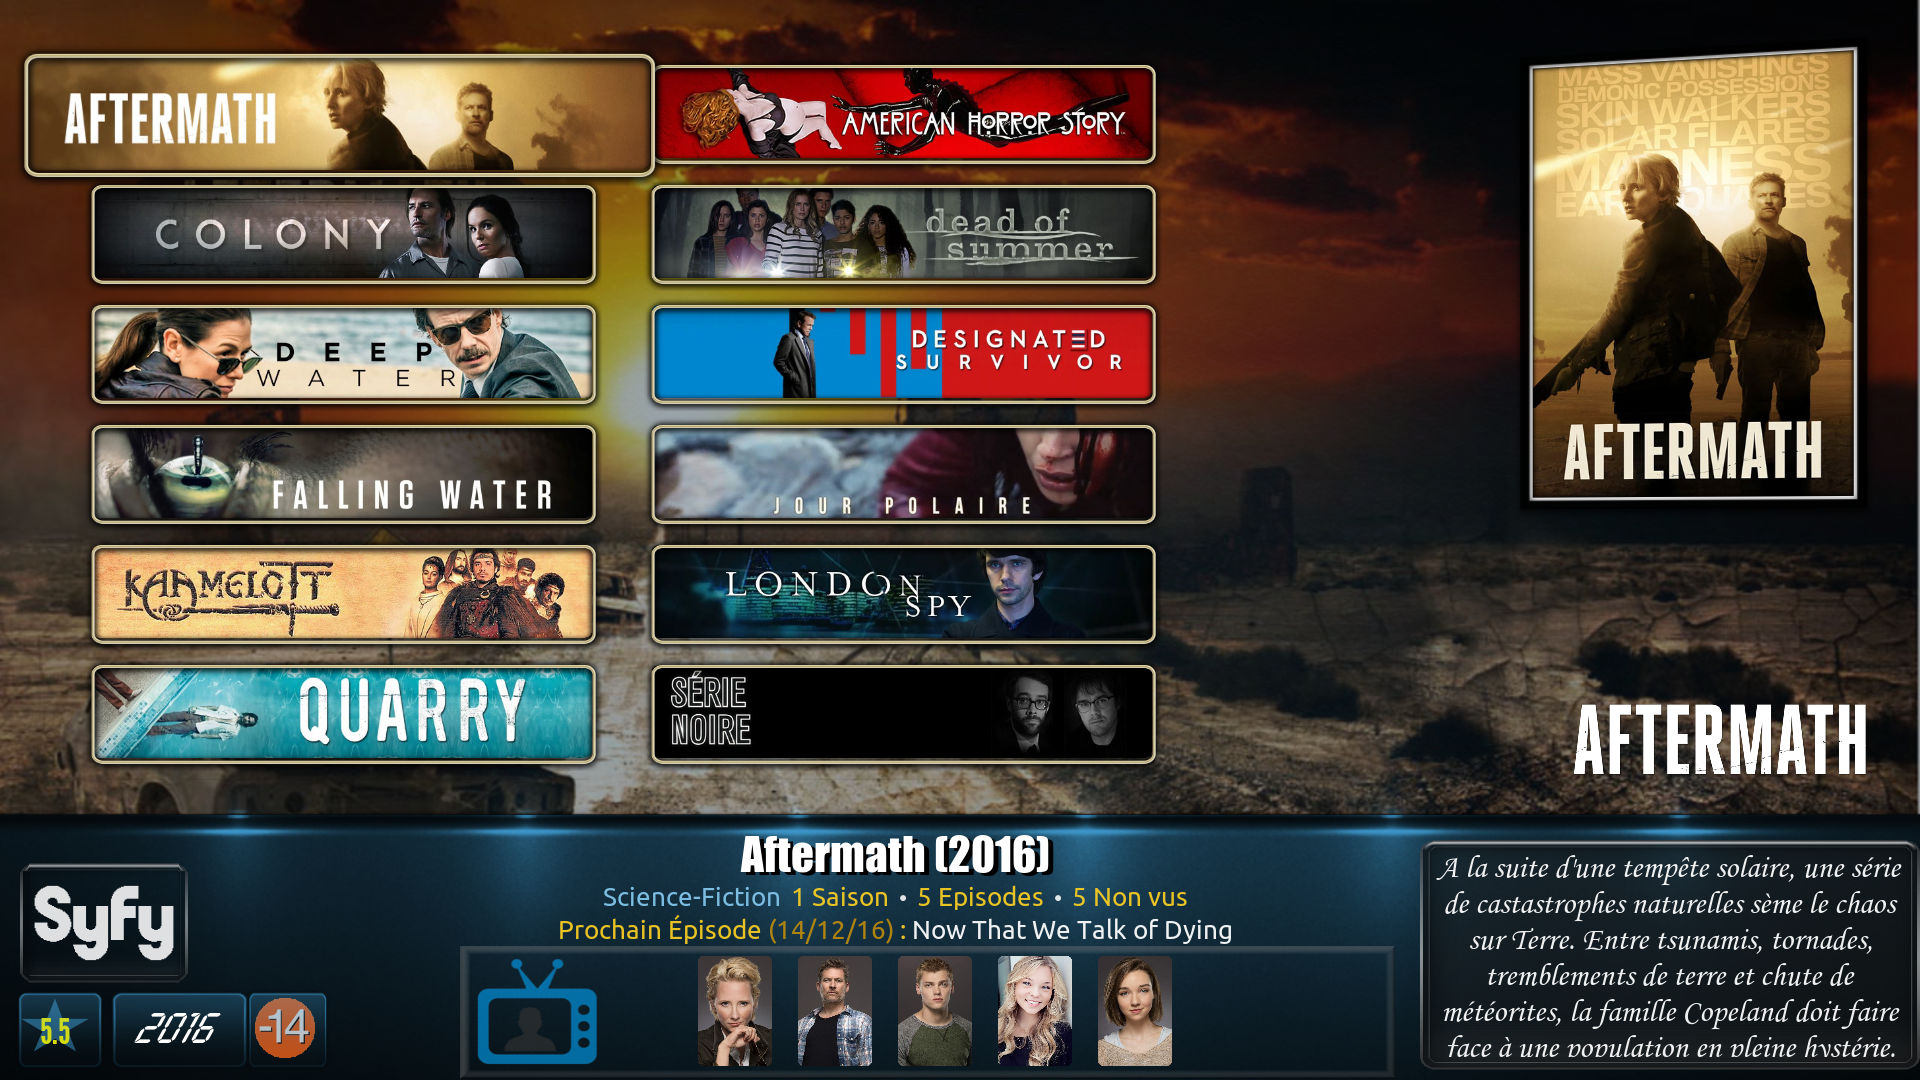 AFTERMATH
AMERICAN HORROR STORY
COLONY
dead of
summer
DEEP
WATER
DESIGNATED
SURVIVOR
FALLING WATER
JOUR POLAIRE
KAAMELOTT
LONDON
SPY
QUARRY
SÉRIE
NOIRE
MASS VANISHINGS
DEMONIC POSSESSIONS
SKIN WALKERS
SOLAR FLARES
MADNESS
EARTHQUAKES
AFTERMATH
AFTERMATH
Aftermath (2016)
Science-Fiction 1 Saison • 5 Episodes • 5 Non vus
Prochain Épisode (14/12/16) : Now That We Talk of Dying
Syfy
5.5
2016
-14
A la suite d'une tempête solaire, une série
de castastrophes naturelles sème le chaos
sur Terre. Entre tsunamis, tornades,
tremblements de terre et chute de
météorites, la famille Copeland doit faire
face à une population en pleine hystérie.